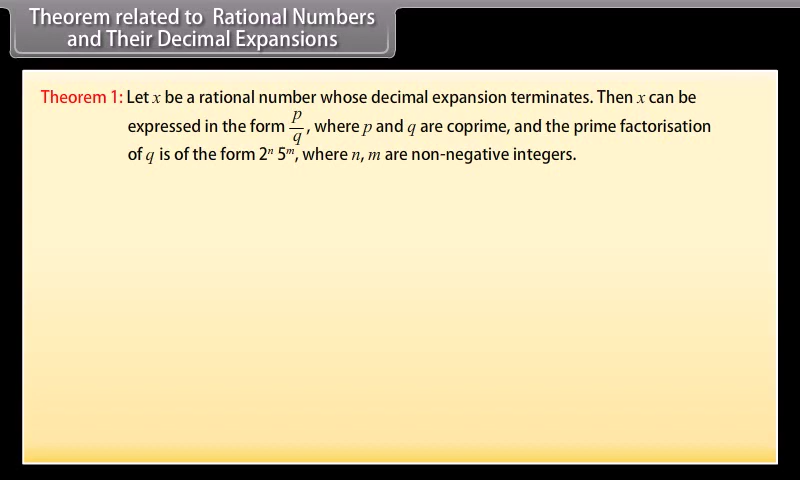 Theorem related to Rational Numbers
and Their Decimal Expansions
Theorem 1: Let x be a rational number whose decimal expansion terminates. Then x can be
expressed in the form p/q, where p and q are coprime, and the prime factorisation
of q is of the form 2ⁿ 5ᵐ, where n, m are non-negative integers.